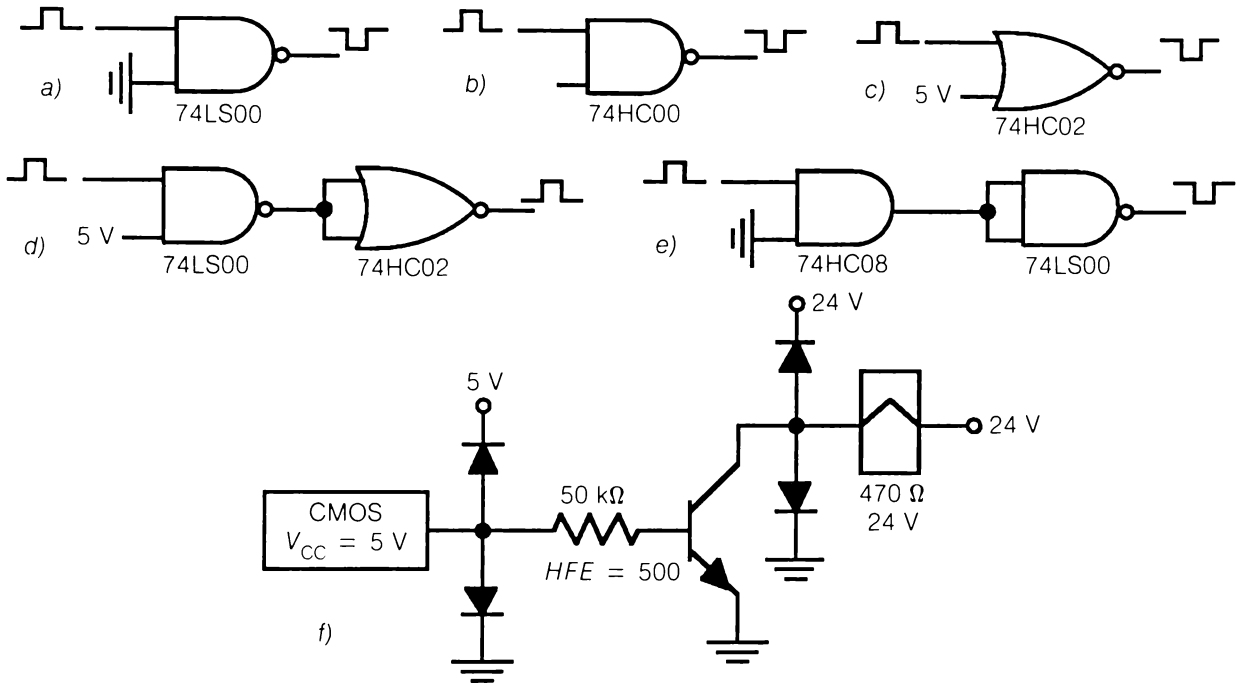 a)
74LS00
b)
74HC00
c)
5 V
74HC02
d)
5 V
74LS00
74HC02
e)
74HC08
74LS00
24 V
5 V
24 V
CMOS
VCC = 5 V
50 kΩ
HFE = 500
470 Ω
24 V
f)